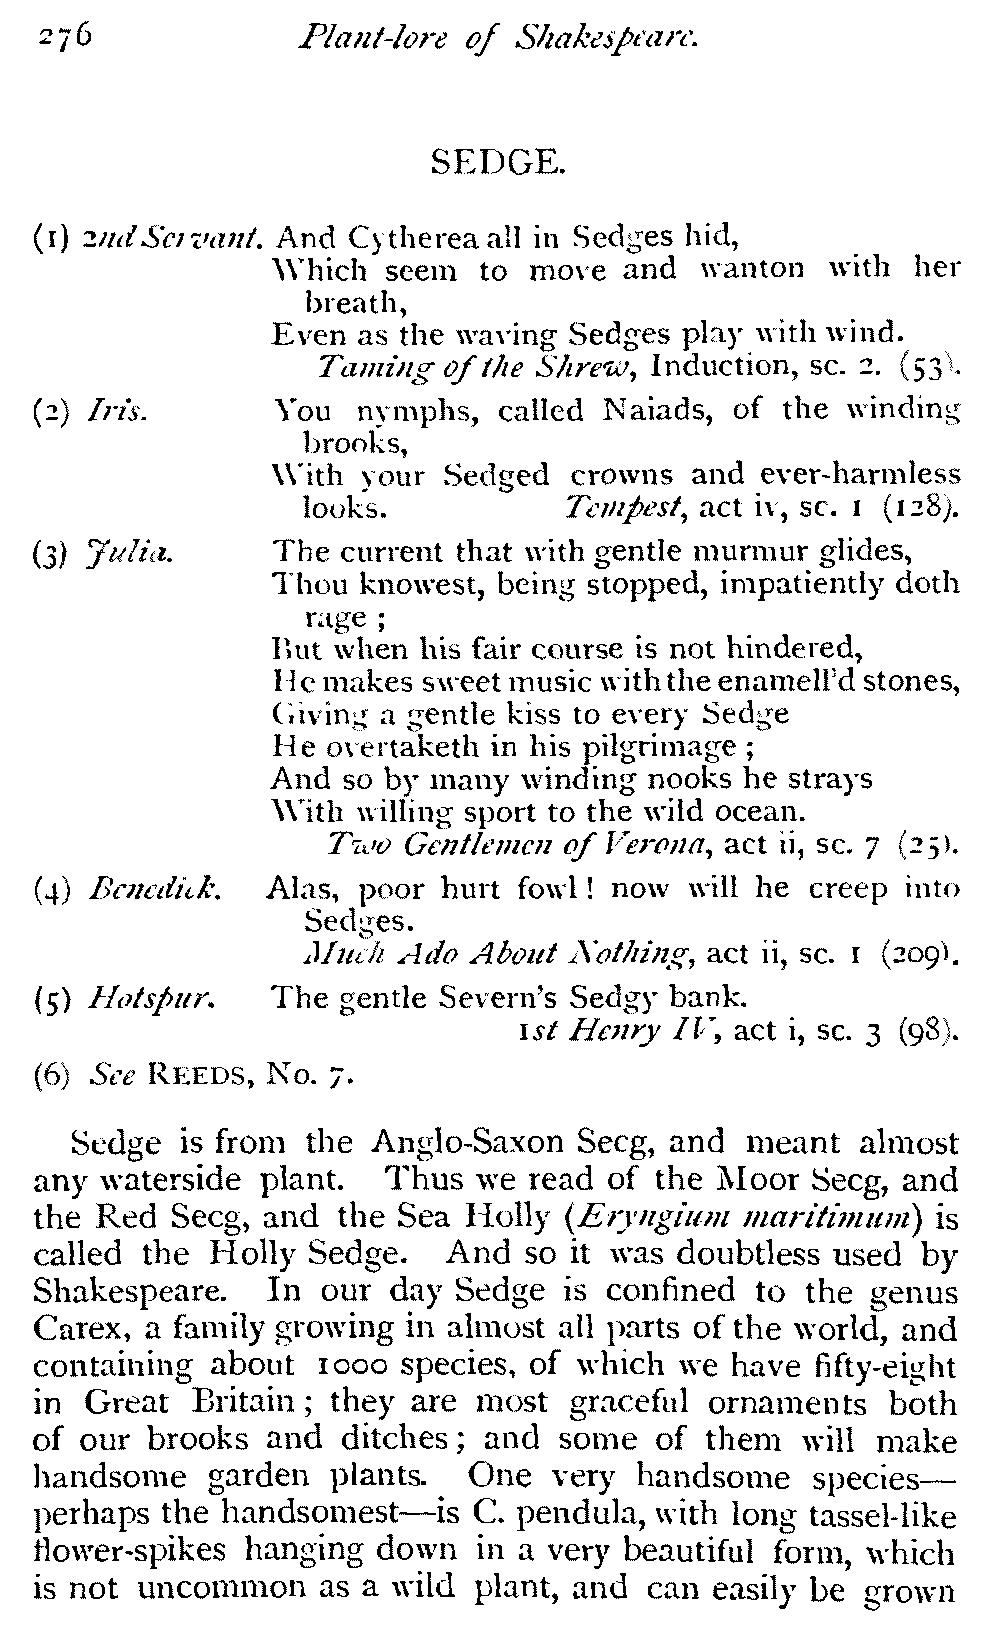 276 Plant-lore of Shakespeare.
SEDGE.
(1) 2nd Servant. And Cytherea all in Sedges hid,
Which seem to move and wanton with her
breath,
Even as the waving Sedges play with wind.
Taming of the Shrew, Induction, sc. 2. (53).
(2) Iris. You nymphs, called Naiads, of the winding
brooks,
With your Sedged crowns and ever-harmless
looks. Tempest, act iv, sc. 1 (128).
(3) Julia. The current that with gentle murmur glides,
Thou knowest, being stopped, impatiently doth
rage ;
But when his fair course is not hindered,
He makes sweet music with the enamell'd stones,
Giving a gentle kiss to every Sedge
He overtaketh in his pilgrimage ;
And so by many winding nooks he strays
With willing sport to the wild ocean.
Two Gentlemen of Verona, act ii, sc. 7 (25).
(4) Benedick. Alas, poor hurt fowl! now will he creep into
Sedges.
Much Ado About Nothing, act ii, sc. 1 (209).
(5) Hotspur. The gentle Severn's Sedgy bank.
1st Henry IV, act i, sc. 3 (98).
(6) See REEDS, No. 7.
Sedge is from the Anglo-Saxon Secg, and meant almost
any waterside plant. Thus we read of the Moor Secg, and
the Red Secg, and the Sea Holly (Eryngium maritimum) is
called the Holly Sedge. And so it was doubtless used by
Shakespeare. In our day Sedge is confined to the genus
Carex, a family growing in almost all parts of the world, and
containing about 1000 species, of which we have fifty-eight
in Great Britain ; they are most graceful ornaments both
of our brooks and ditches ; and some of them will make
handsome garden plants. One very handsome species—
perhaps the handsomest—is C. pendula, with long tassel-like
flower-spikes hanging down in a very beautiful form, which
is not uncommon as a wild plant, and can easily be grown